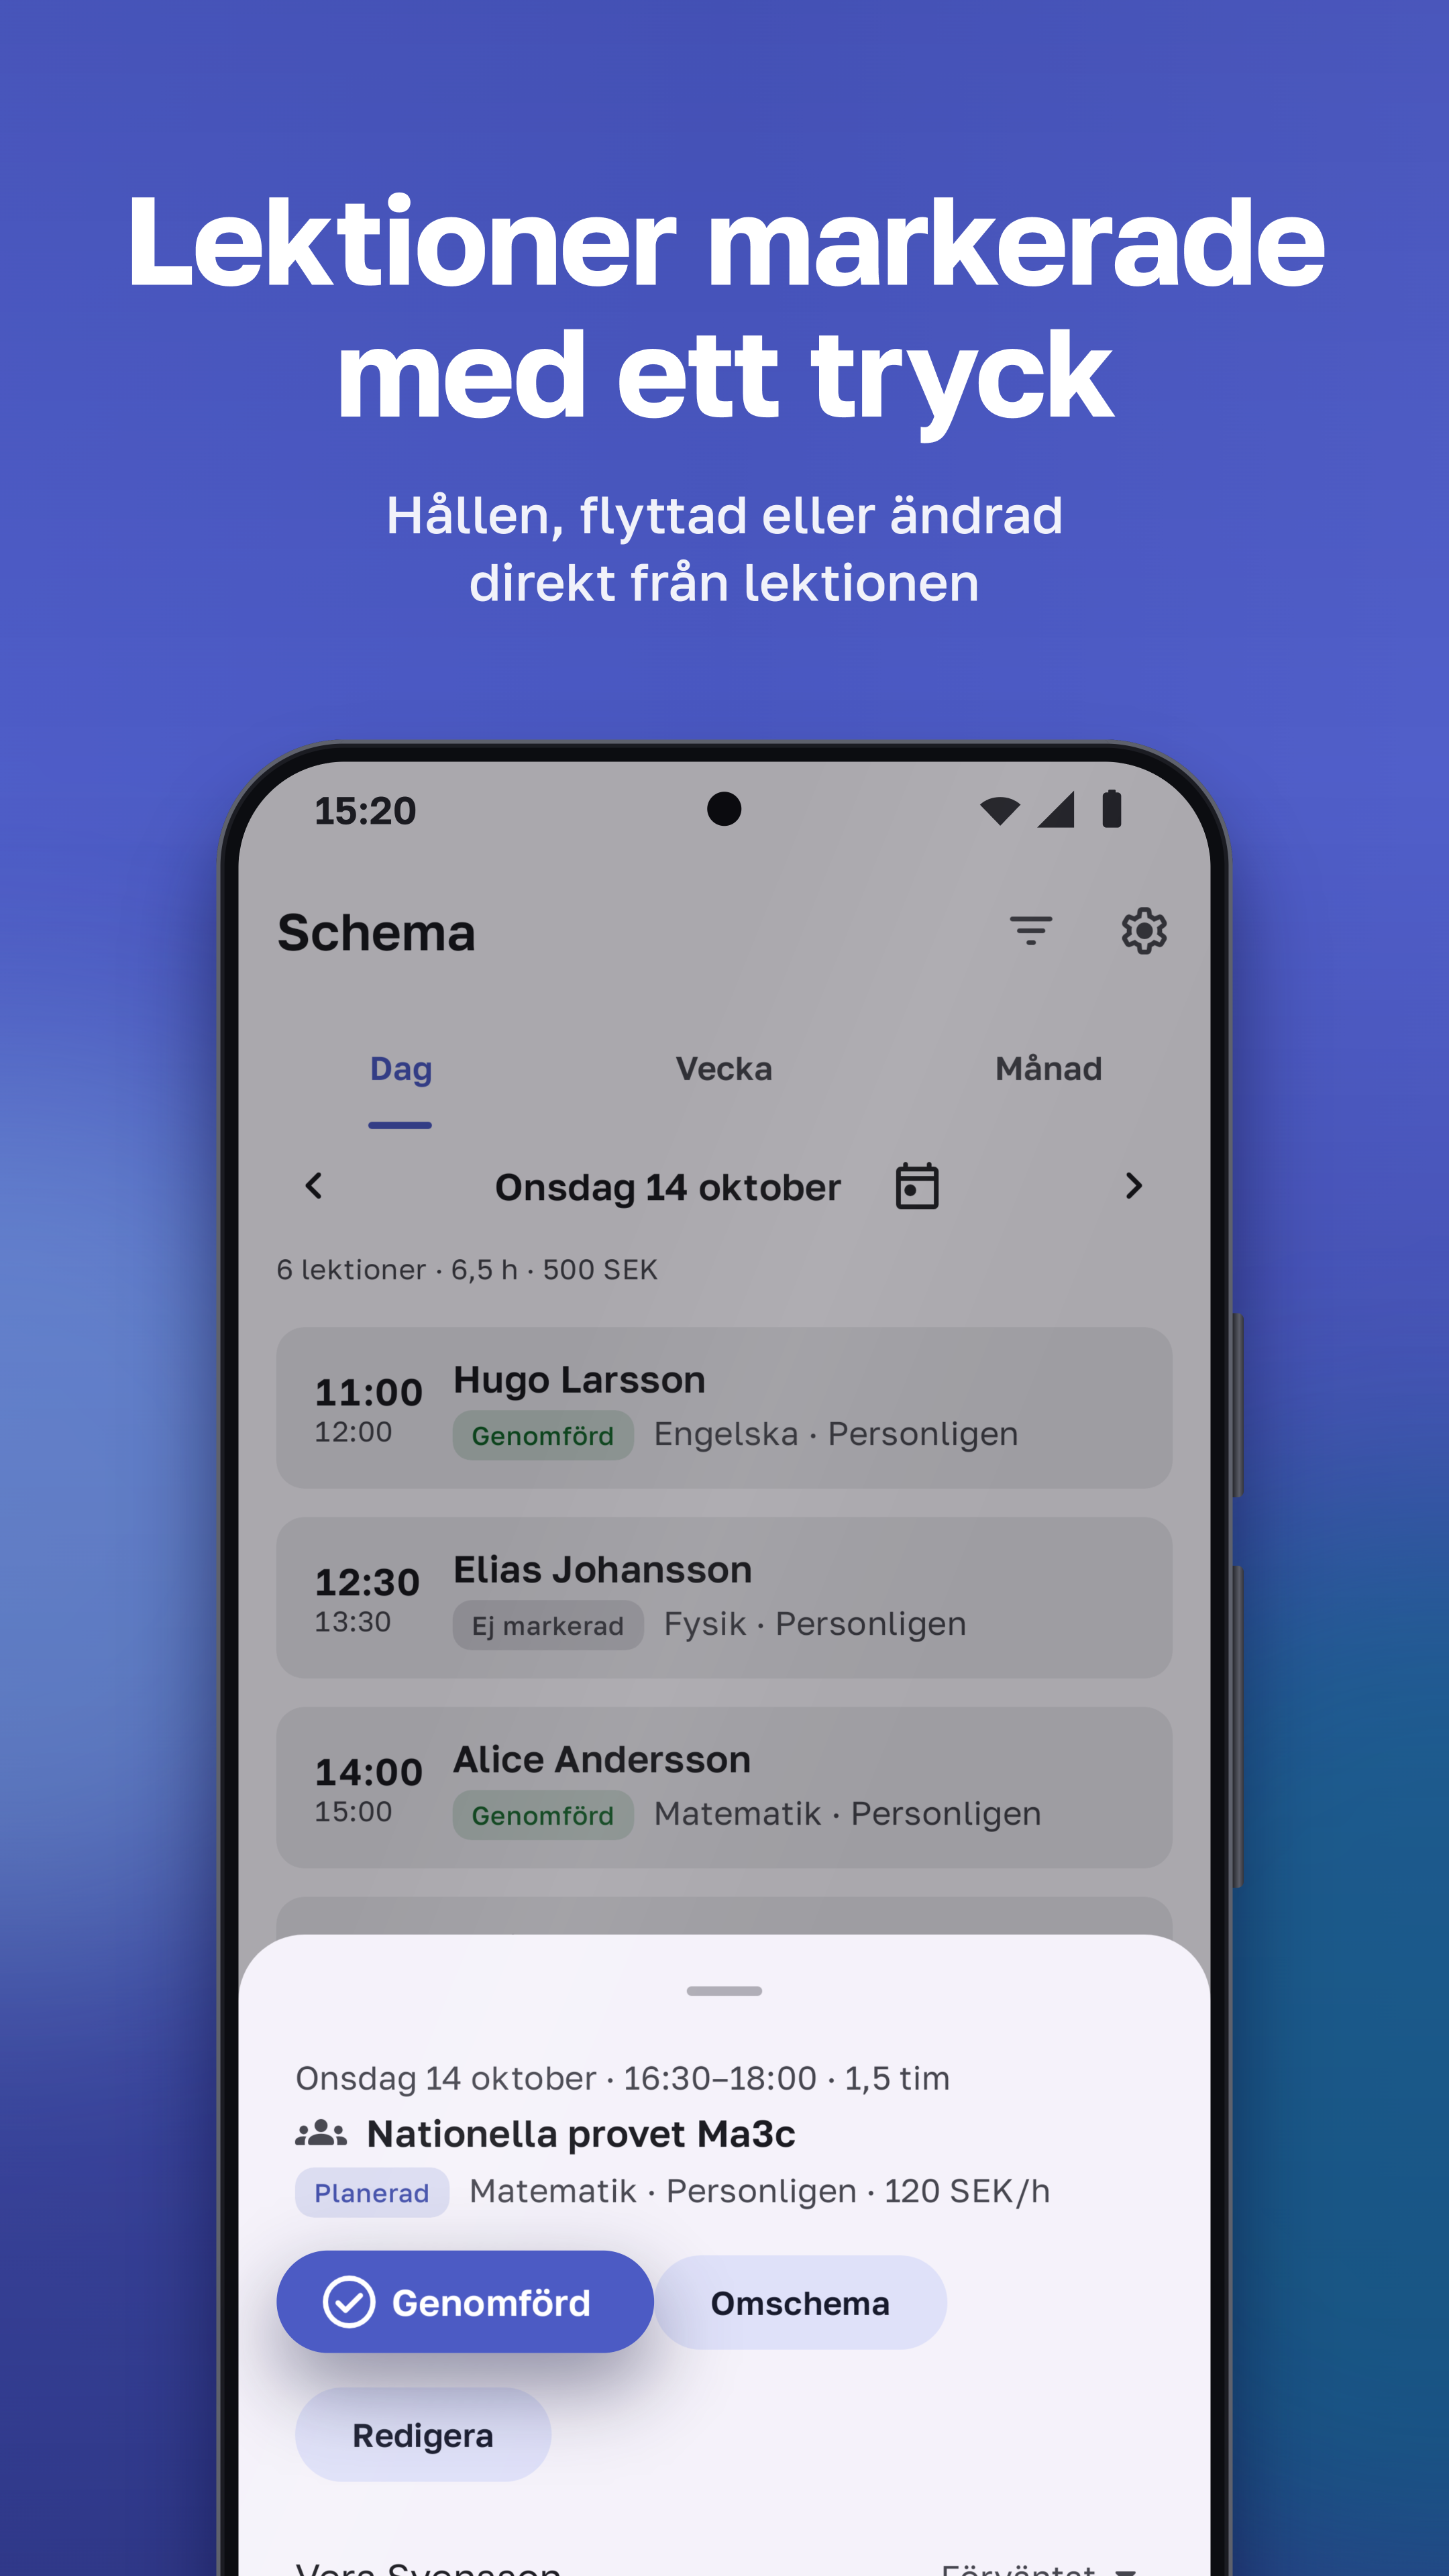 Lektioner markerade
med ett tryck
Hållen, flyttad eller ändrad
direkt från lektionen
15:20
Schema
Dag Vecka Månad
Onsdag 14 oktober
6 lektioner · 6,5 h · 500 SEK
11:00 Hugo Larsson
12:00 Genomförd Engelska · Personligen
12:30 Elias Johansson
13:30 Ej markerad Fysik · Personligen
14:00 Alice Andersson
15:00 Genomförd Matematik · Personligen
Onsdag 14 oktober · 16:30–18:00 · 1,5 tim
Nationella provet Ma3c
Planerad Matematik · Personligen · 120 SEK/h
Genomförd Omschema
Redigera
Vera Svensson Förväntat